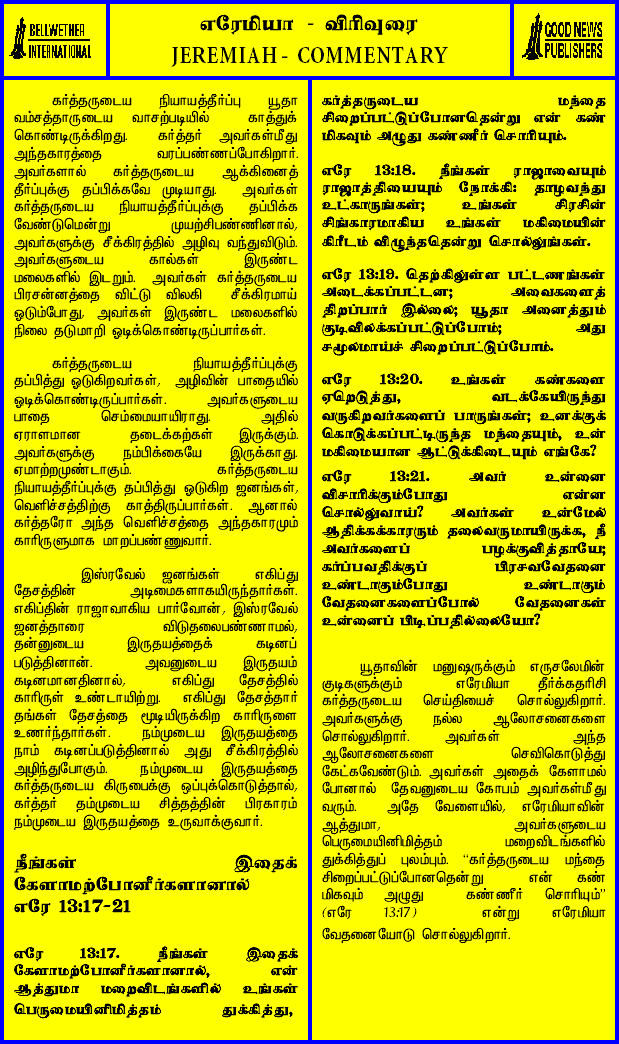 BELLWETHER
INTERNATIONAL
எரேமியா - விரிவுரை
JEREMIAH - COMMENTARY
GOOD NEWS
PUBLISHERS
கர்த்தருடைய நியாயத்தீர்ப்பு யூதா
வம்சத்தாருடைய வாசற்படியில் காத்துக்
கொண்டிருக்கிறது. கர்த்தர் அவர்கள்மீது
அந்தகாரத்தை வரப்பண்ணப்போகிறார்.
அவர்களால் கர்த்தருடைய ஆக்கினைத்
தீர்ப்புக்கு தப்பிக்கவே முடியாது. அவர்கள்
கர்த்தருடைய நியாயத்தீர்ப்புக்கு தப்பிக்க
வேண்டுமென்று முயற்சிபண்ணினால்,
அவர்களுக்கு சீக்கிரத்தில் அழிவு வந்துவிடும்.
அவர்களுடைய கால்கள் இருண்ட
மலைகளில் இடறும். அவர்கள் கர்த்தருடைய
பிரசன்னத்தை விட்டு விலகி சீக்கிரமாய்
ஓடும்போது, அவர்கள் இருண்ட மலைகளில்
நிலை தடுமாறி ஓடிக்கொண்டிருப்பார்கள்.
கர்த்தருடைய நியாயத்தீர்ப்புக்கு
தப்பித்து ஓடுகிறவர்கள், அழிவின் பாதையில்
ஓடிக்கொண்டிருப்பார்கள். அவர்களுடைய
பாதை செம்மையாயிராது. அதில்
ஏராளமான தடைக்கற்கள் இருக்கும்.
அவர்களுக்கு நம்பிக்கையே இருக்காது.
ஏமாற்றமுண்டாகும். கர்த்தருடைய
நியாயத்தீர்ப்புக்கு தப்பித்து ஓடுகிற ஜனங்கள்,
வெளிச்சத்திற்கு காத்திருப்பார்கள். ஆனால்
கர்த்தரோ அந்த வெளிச்சத்தை அந்தகாரமும்
காரிருளுமாக மாறப்பண்ணுவார்.
இஸ்ரவேல் ஜனங்கள் எகிப்து
தேசத்தின் அடிமைகளாகயிருந்தார்கள்.
எகிப்தின் ராஜாவாகிய பார்வோன், இஸ்ரவேல்
ஜனத்தாரை விடுதலைபண்ணாமல்,
தன்னுடைய இருதயத்தைக் கடினப்
படுத்தினான். அவனுடைய இருதயம்
கடினமானதினால், எகிப்து தேசத்தில்
காரிருள் உண்டாயிற்று. எகிப்து தேசத்தார்
தங்கள் தேசத்தை மூடியிருக்கிற காரிருளை
உணர்ந்தார்கள். நம்முடைய இருதயத்தை
நாம் கடினப்படுத்தினால் அது சீக்கிரத்தில்
அழிந்துபோகும். நம்முடைய இருதயத்தை
கர்த்தருடைய கிருபைக்கு ஒப்புக்கொடுத்தால்,
கர்த்தர் தம்முடைய சித்தத்தின் பிரகாரம்
நம்முடைய இருதயத்தை உருவாக்குவார்.
நீங்கள் இதைக்
கேளாமற்போனீர்களானால்
எரே 13:17-21
எரே 13:17. நீங்கள் இதைக்
கேளாமற்போனீர்களானால், என்
ஆத்துமா மறைவிடங்களில் உங்கள்
பெருமையினிமித்தம் துக்கித்து,
கர்த்தருடைய மந்தை
சிறைப்பட்டுப்போனதென்று என் கண்
மிகவும் அழுது கண்ணீர் சொரியும்.
எரே 13:18. நீங்கள் ராஜாவையும்
ராஜாத்தியையும் நோக்கி: தாழவந்து
உட்காருங்கள்; உங்கள் சிரசின்
சிங்காரமாகிய உங்கள் மகிமையின்
கிரீடம் விழுந்ததென்று சொல்லுங்கள்.
எரே 13:19. தெற்கிலுள்ள பட்டணங்கள்
அடைக்கப்பட்டன; அவைகளைத்
திறப்பார் இல்லை; யூதா அனைத்தும்
குடிவிலக்கப்பட்டுப்போம்; அது
சமூலமாய்ச் சிறைப்பட்டுப்போம்.
எரே 13:20. உங்கள் கண்களை
ஏறெடுத்து, வடக்கேயிருந்து
வருகிறவர்களைப் பாருங்கள்; உனக்குக்
கொடுக்கப்பட்டிருந்த மந்தையும், உன்
மகிமையான ஆட்டுக்கிடையும் எங்கே?
எரே 13:21. அவர் உன்னை
விசாரிக்கும்போது என்ன
சொல்லுவாய்? அவர்கள் உன்மேல்
ஆதிக்கக்காரரும் தலைவருமாயிருக்க, நீ
அவர்களைப் பழக்குவித்தாயே;
கர்ப்பவதிக்குப் பிரசவவேதனை
உண்டாகும்போது உண்டாகும்
வேதனைகளைப்போல் வேதனைகள்
உன்னைப் பிடிப்பதில்லையோ?
யூதாவின் மனுஷருக்கும் எருசலேமின்
குடிகளுக்கும் எரேமியா தீர்க்கதரிசி
கர்த்தருடைய செய்தியைச் சொல்லுகிறார்.
அவர்களுக்கு நல்ல ஆலோசனைகளை
சொல்லுகிறார். அவர்கள் அந்த
ஆலோசனைகளை செவிகொடுத்து
கேட்கவேண்டும். அவர்கள் அதைக் கேளாமல்
போனால் தேவனுடைய கோபம் அவர்கள்மீது
வரும். அதே வேளையில், எரேமியாவின்
ஆத்துமா, அவர்களுடைய
பெருமையினிமித்தம் மறைவிடங்களில்
துக்கித்துப் புலம்பும். "கர்த்தருடைய மந்தை
சிறைப்பட்டுப்போனதென்று என் கண்
மிகவும் அழுது கண்ணீர் சொரியும்"
(எரே 13:17) என்று எரேமியா
வேதனையோடு சொல்லுகிறார்.